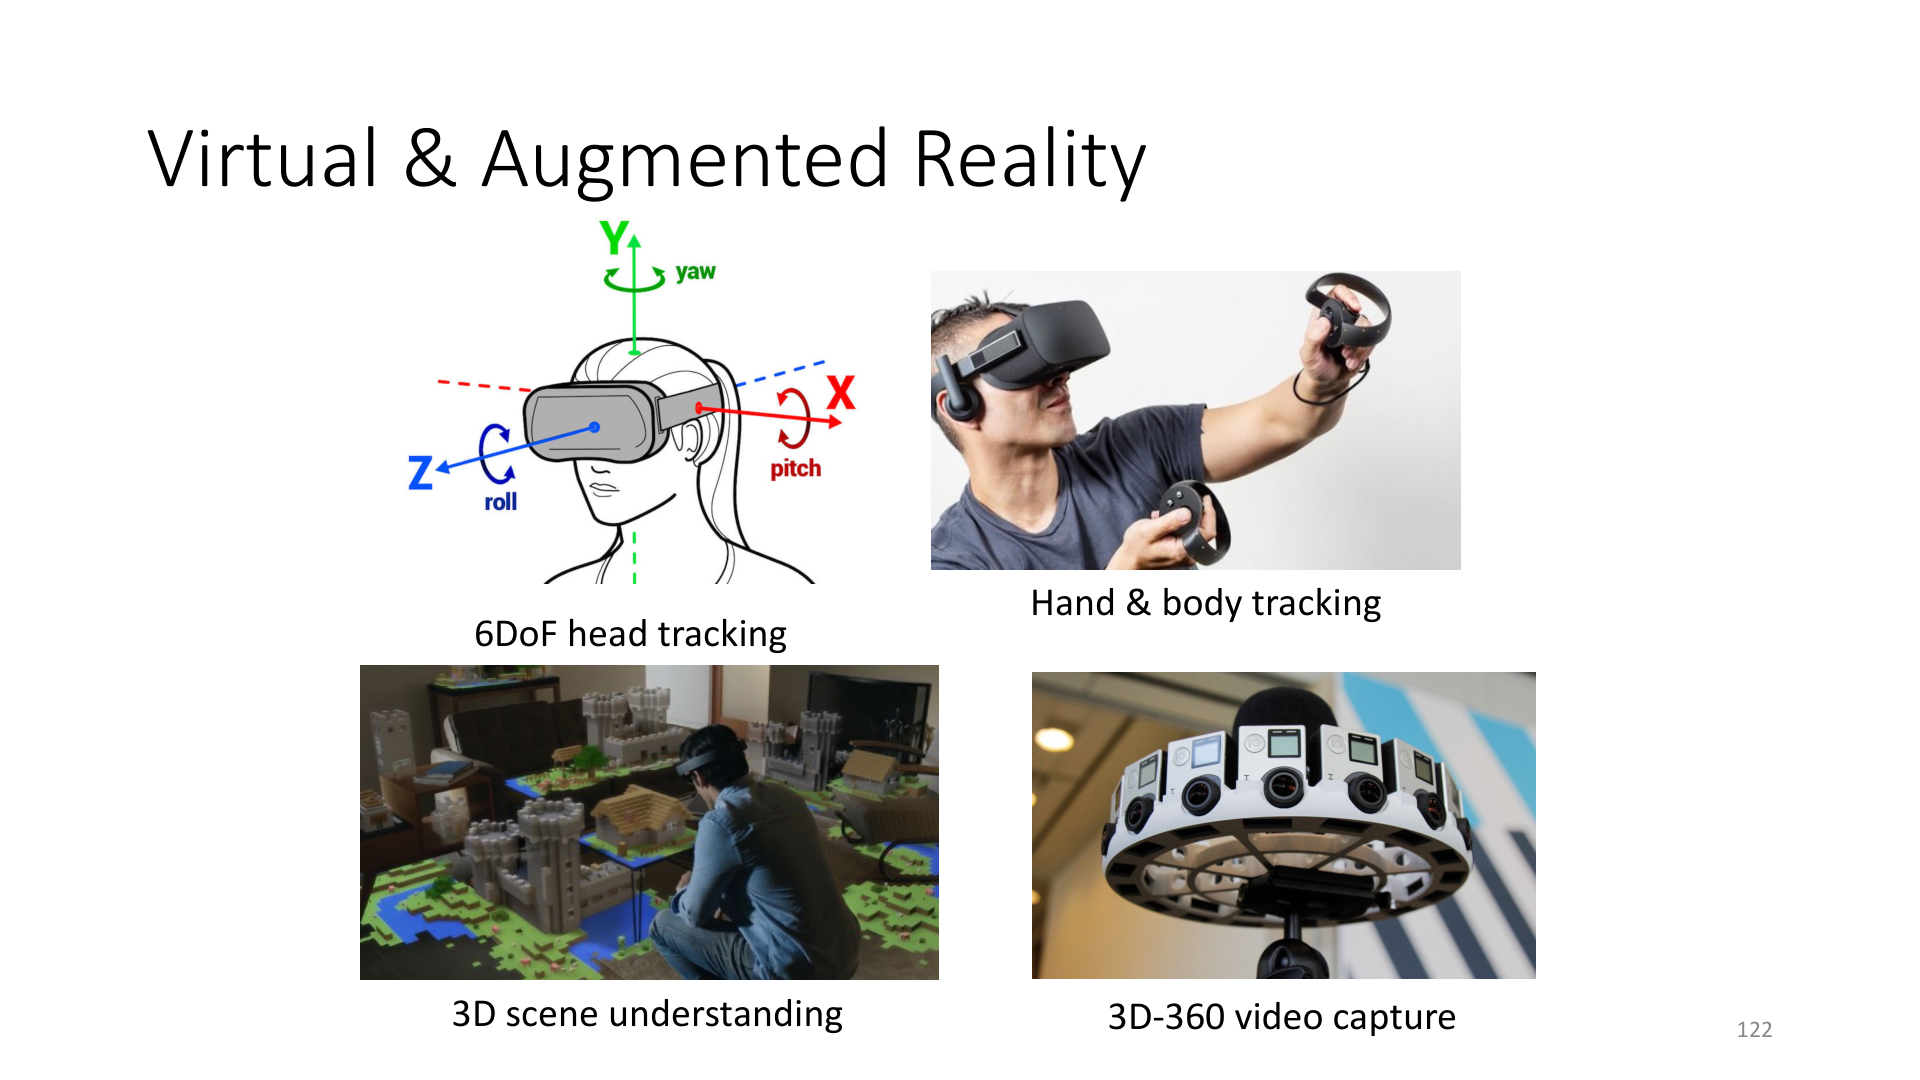 Virtual & Augmented Reality
Y
yaw
X
pitch
Z
roll
6DoF head tracking
Hand & body tracking
3D scene understanding
3D-360 video capture
122